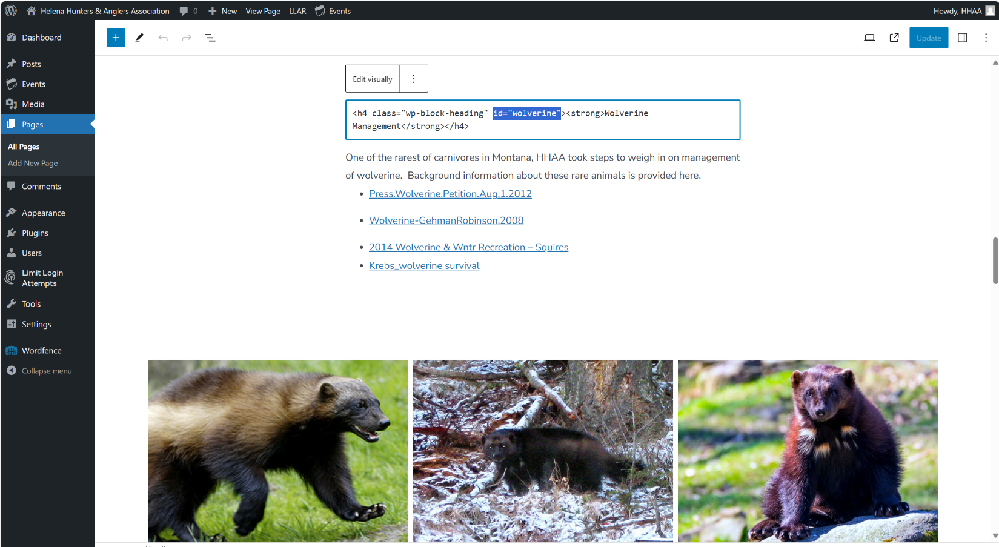 Helena Hunters & Anglers Association 0 New View Page LLAR Events Howdy, HHAA
Dashboard
Posts
Events
Media
Pages
All Pages
Add New Page
Comments
Appearance
Plugins
Users
Limit Login
Attempts
Tools
Settings
Wordfence
Collapse menu
Update
Edit visually
<h4 class="wp-block-heading" id="wolverine"><strong>Wolverine
Management</strong></h4>
One of the rarest of carnivores in Montana, HHAA took steps to weigh in on management
of wolverine.  Background information about these rare animals is provided here.
• Press.Wolverine.Petition.Aug.1.2012
• Wolverine-GehmanRobinson.2008
• 2014 Wolverine & Wntr Recreation – Squires
• Krebs_wolverine survival